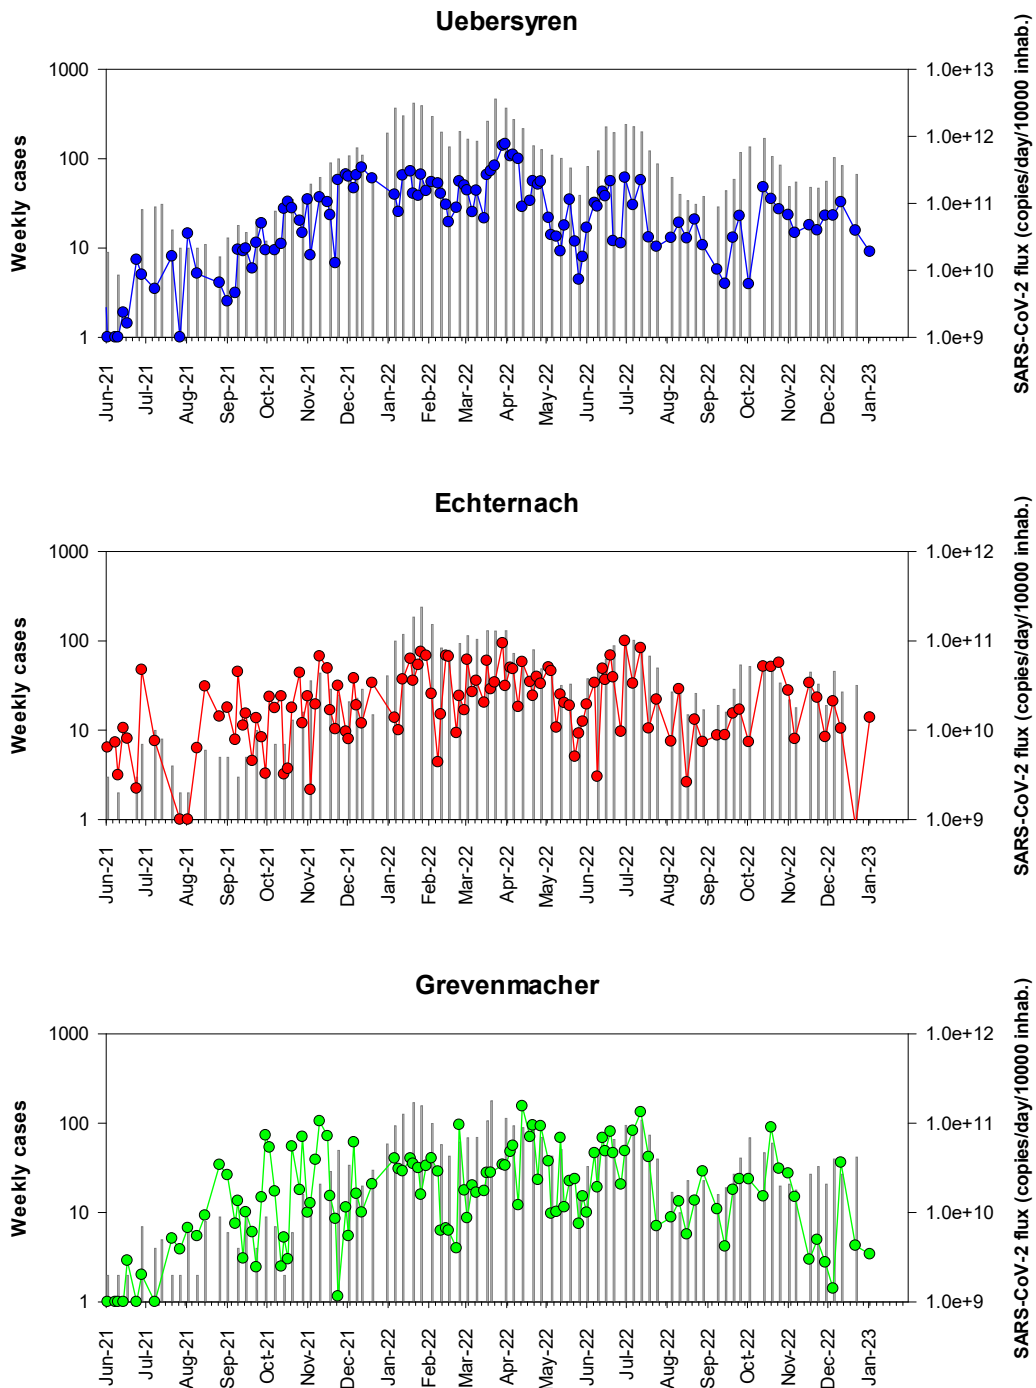 Uebersyren
Weekly cases
1000
100
10
1
1.0e+13
1.0e+12
1.0e+11
1.0e+10
1.0e+9
SARS-CoV-2 flux (copies/day/10000 inhab.)
Jun-21
Jul-21
Aug-21
Sep-21
Oct-21
Nov-21
Dec-21
Jan-22
Feb-22
Mar-22
Apr-22
May-22
Jun-22
Jul-22
Aug-22
Sep-22
Oct-22
Nov-22
Dec-22
Jan-23
Echternach
Weekly cases
1000
100
10
1
1.0e+12
1.0e+11
1.0e+10
1.0e+9
SARS-CoV-2 flux (copies/day/10000 inhab.)
Jun-21
Jul-21
Aug-21
Sep-21
Oct-21
Nov-21
Dec-21
Jan-22
Feb-22
Mar-22
Apr-22
May-22
Jun-22
Jul-22
Aug-22
Sep-22
Oct-22
Nov-22
Dec-22
Jan-23
Grevenmacher
Weekly cases
1000
100
10
1
1.0e+12
1.0e+11
1.0e+10
1.0e+9
SARS-CoV-2 flux (copies/day/10000 inhab.)
Jun-21
Jul-21
Aug-21
Sep-21
Oct-21
Nov-21
Dec-21
Jan-22
Feb-22
Mar-22
Apr-22
May-22
Jun-22
Jul-22
Aug-22
Sep-22
Oct-22
Nov-22
Dec-22
Jan-23